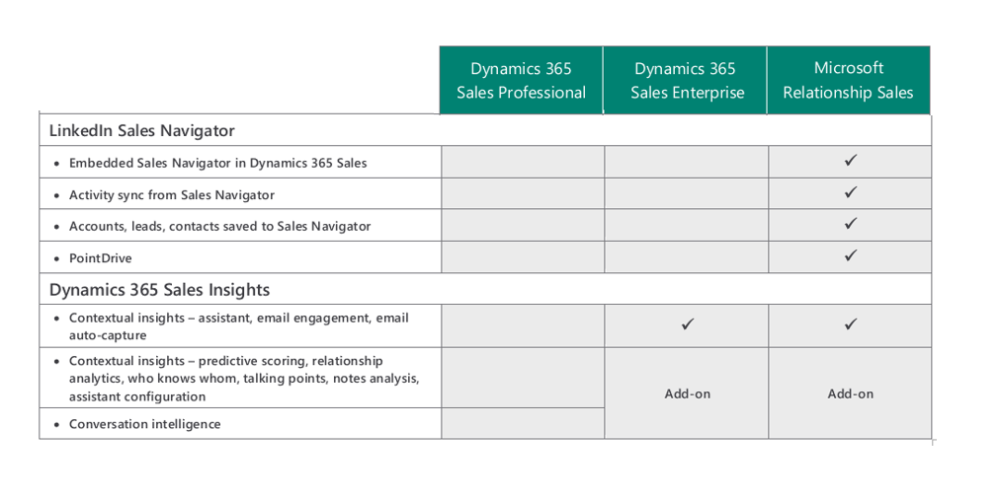 Dynamics 365
Sales Professional
Dynamics 365
Sales Enterprise
Microsoft
Relationship Sales
LinkedIn Sales Navigator
• Embedded Sales Navigator in Dynamics 365 Sales ✓
• Activity sync from Sales Navigator ✓
• Accounts, leads, contacts saved to Sales Navigator ✓
• PointDrive ✓
Dynamics 365 Sales Insights
• Contextual insights – assistant, email engagement, email
auto-capture ✓ ✓
• Contextual insights – predictive scoring, relationship
analytics, who knows whom, talking points, notes analysis,
assistant configuration
Add-on
Add-on
• Conversation intelligence